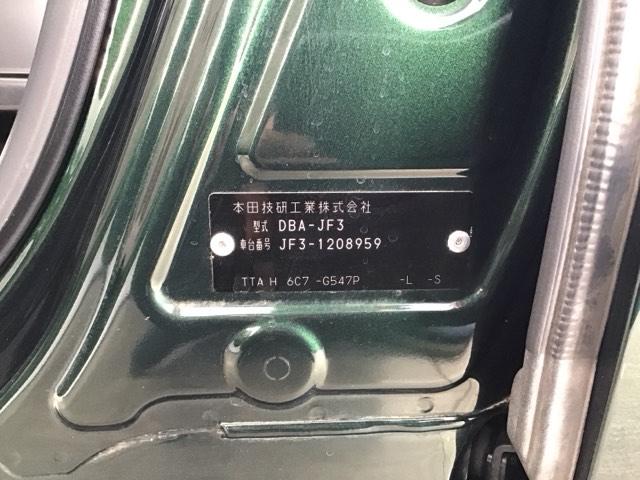 本田技研工業株式会社
型式 DBA-JF3
車台番号 JF3-1208959
TTA H 6C7 -G547P -L -S